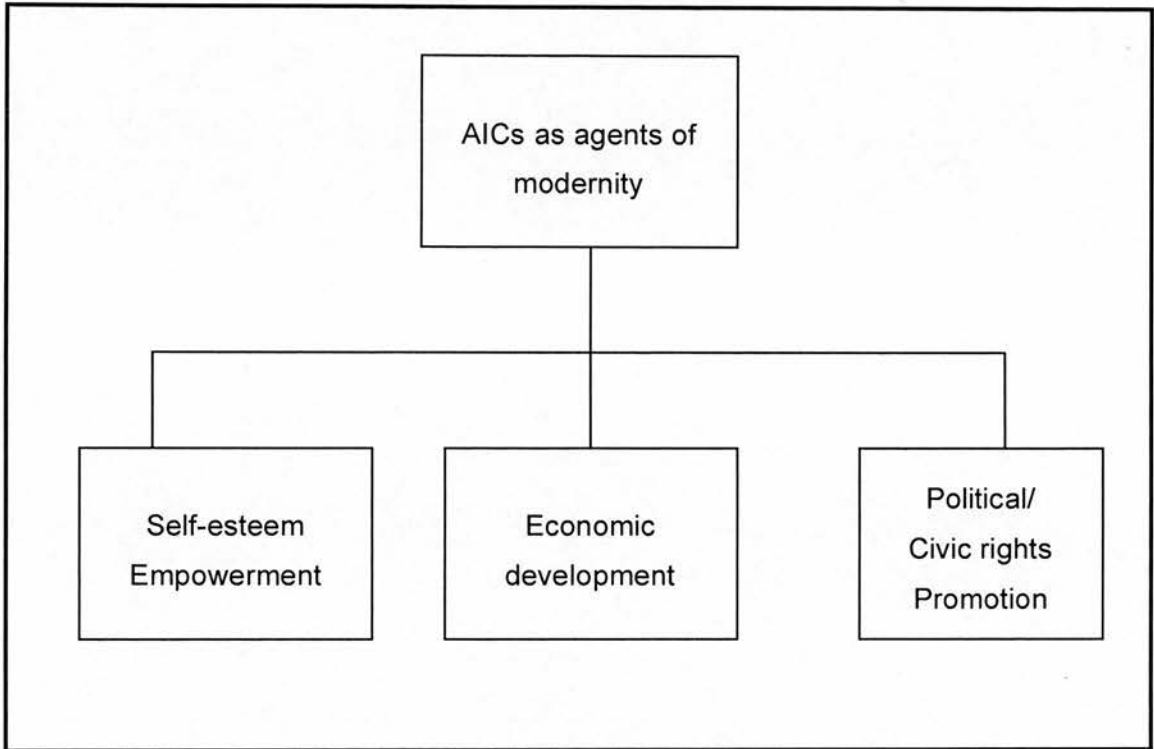 AICs as agents of
modernity
Self-esteem
Empowerment
Economic
development
Political/
Civic rights
Promotion